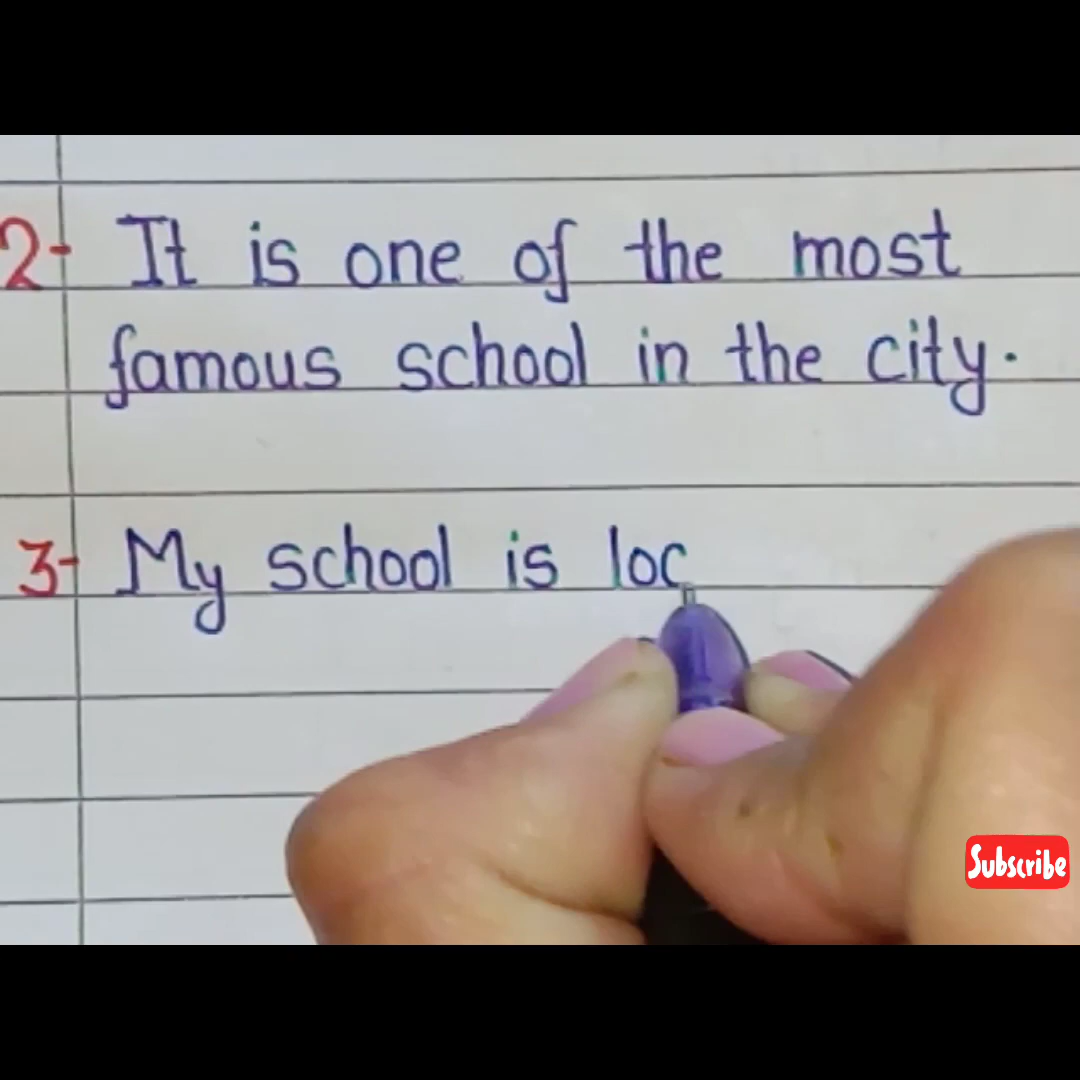 2- It is one of the most
famous school in the city.
3- My school is loc
Subscribe